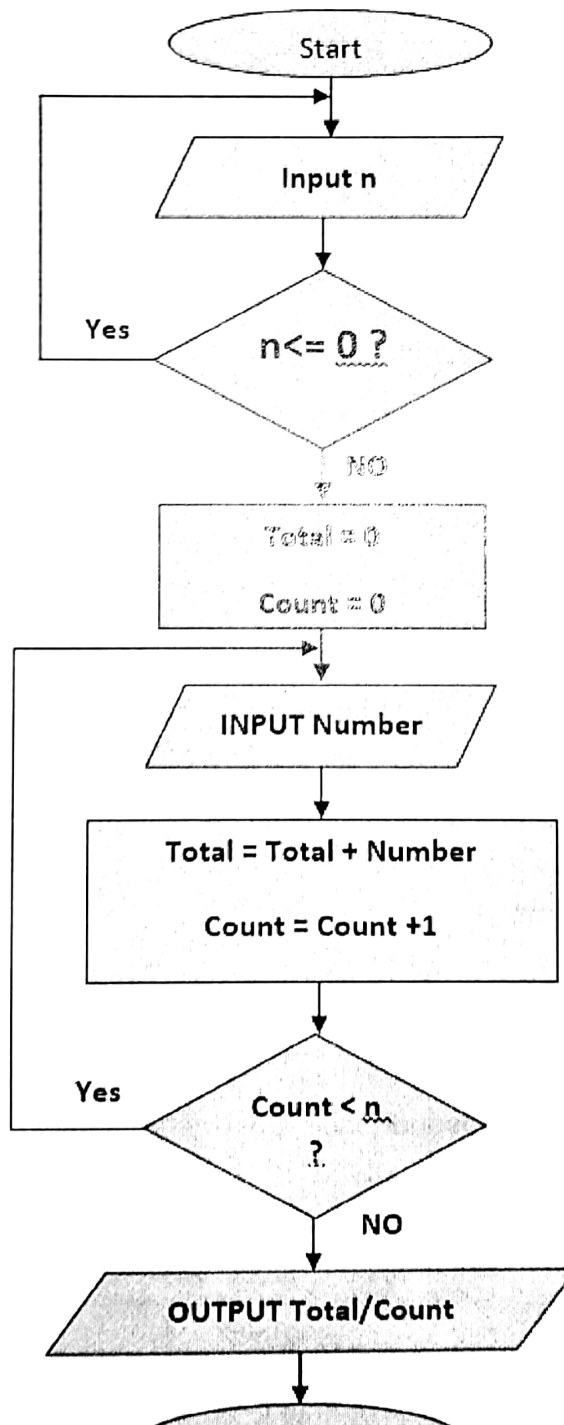 Start
Input n
Yes
n<= 0 ?
NO
Total = 0
Count = 0
INPUT Number
Total = Total + Number
Count = Count +1
Yes
Count < n
?
NO
OUTPUT Total/Count